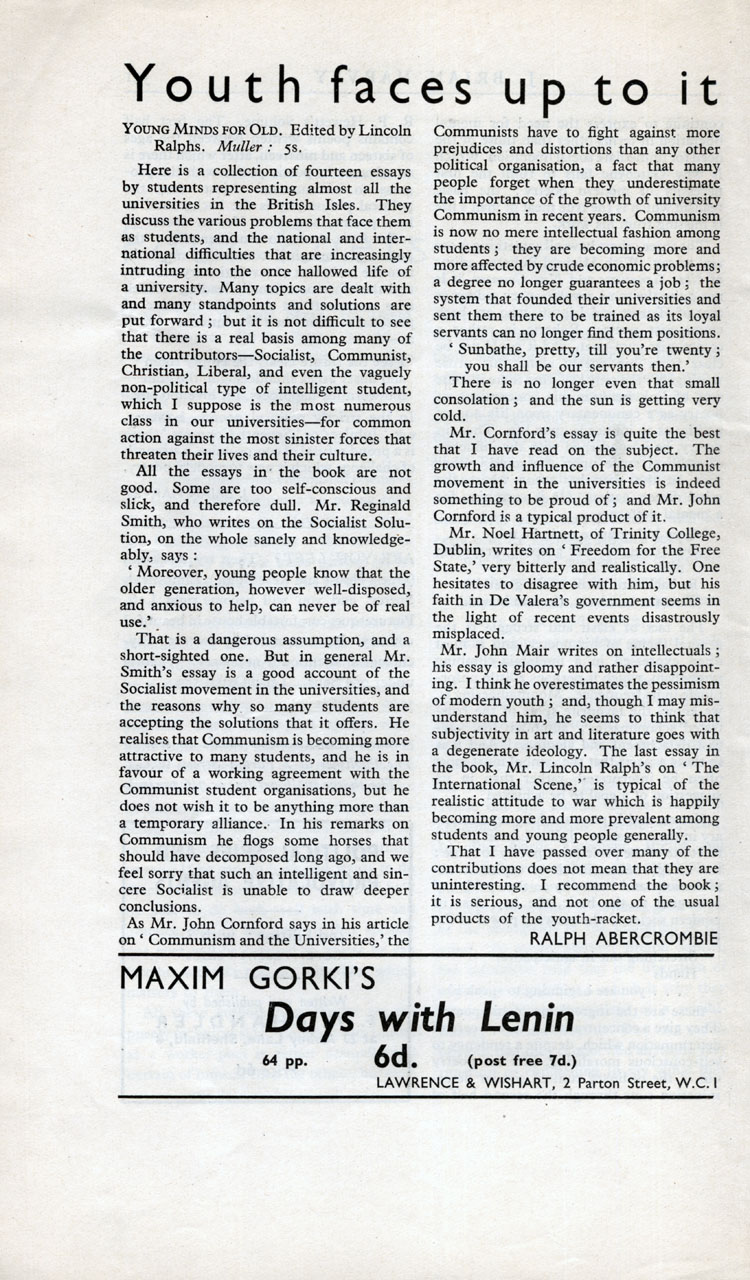 Youth faces up to it
YOUNG MINDS FOR OLD. Edited by Lincoln
Ralphs. Muller : 5s.
Here is a collection of fourteen essays
by students representing almost all the
universities in the British Isles. They
discuss the various problems that face them
as students, and the national and inter-
national difficulties that are increasingly
intruding into the once hallowed life of
a university. Many topics are dealt with
and many standpoints and solutions are
put forward ; but it is not difficult to see
that there is a real basis among many of
the contributors—Socialist, Communist,
Christian, Liberal, and even the vaguely
non-political type of intelligent student,
which I suppose is the most numerous
class in our universities—for common
action against the most sinister forces that
threaten their lives and their culture.
All the essays in the book are not
good. Some are too self-conscious and
slick, and therefore dull. Mr. Reginald
Smith, who writes on the Socialist Solu-
tion, on the whole sanely and knowledge-
ably, says :
‘ Moreover, young people know that the
older generation, however well-disposed,
and anxious to help, can never be of real
use.’
That is a dangerous assumption, and a
short-sighted one. But in general Mr.
Smith's essay is a good account of the
Socialist movement in the universities, and
the reasons why so many students are
accepting the solutions that it offers. He
realises that Communism is becoming more
attractive to many students, and he is in
favour of a working agreement with the
Communist student organisations, but he
does not wish it to be anything more than
a temporary alliance. In his remarks on
Communism he flogs some horses that
should have decomposed long ago, and we
feel sorry that such an intelligent and sin-
cere Socialist is unable to draw deeper
conclusions.
As Mr. John Cornford says in his article
on ‘ Communism and the Universities,’ the
Communists have to fight against more
prejudices and distortions than any other
political organisation, a fact that many
people forget when they underestimate
the importance of the growth of university
Communism in recent years. Communism
is now no mere intellectual fashion among
students ; they are becoming more and
more affected by crude economic problems;
a degree no longer guarantees a job ; the
system that founded their universities and
sent them there to be trained as its loyal
servants can no longer find them positions.
‘ Sunbathe, pretty, till you're twenty ;
you shall be our servants then.’
There is no longer even that small
consolation ; and the sun is getting very
cold.
Mr. Cornford's essay is quite the best
that I have read on the subject. The
growth and influence of the Communist
movement in the universities is indeed
something to be proud of ; and Mr. John
Cornford is a typical product of it.
Mr. Noel Hartnett, of Trinity College,
Dublin, writes on ‘ Freedom for the Free
State,’ very bitterly and realistically. One
hesitates to disagree with him, but his
faith in De Valera's government seems in
the light of recent events disastrously
misplaced.
Mr. John Mair writes on intellectuals ;
his essay is gloomy and rather disappoint-
ing. I think he overestimates the pessimism
of modern youth ; and, though I may mis-
understand him, he seems to think that
subjectivity in art and literature goes with
a degenerate ideology. The last essay in
the book, Mr. Lincoln Ralph's on ‘ The
International Scene,’ is typical of the
realistic attitude to war which is happily
becoming more and more prevalent among
students and young people generally.
That I have passed over many of the
contributions does not mean that they are
uninteresting. I recommend the book ;
it is serious, and not one of the usual
products of the youth-racket.
RALPH ABERCROMBIE
MAXIM GORKI'S
Days with Lenin
64 pp. 6d. (post free 7d.)
LAWRENCE & WISHART, 2 Parton Street, W.C.1